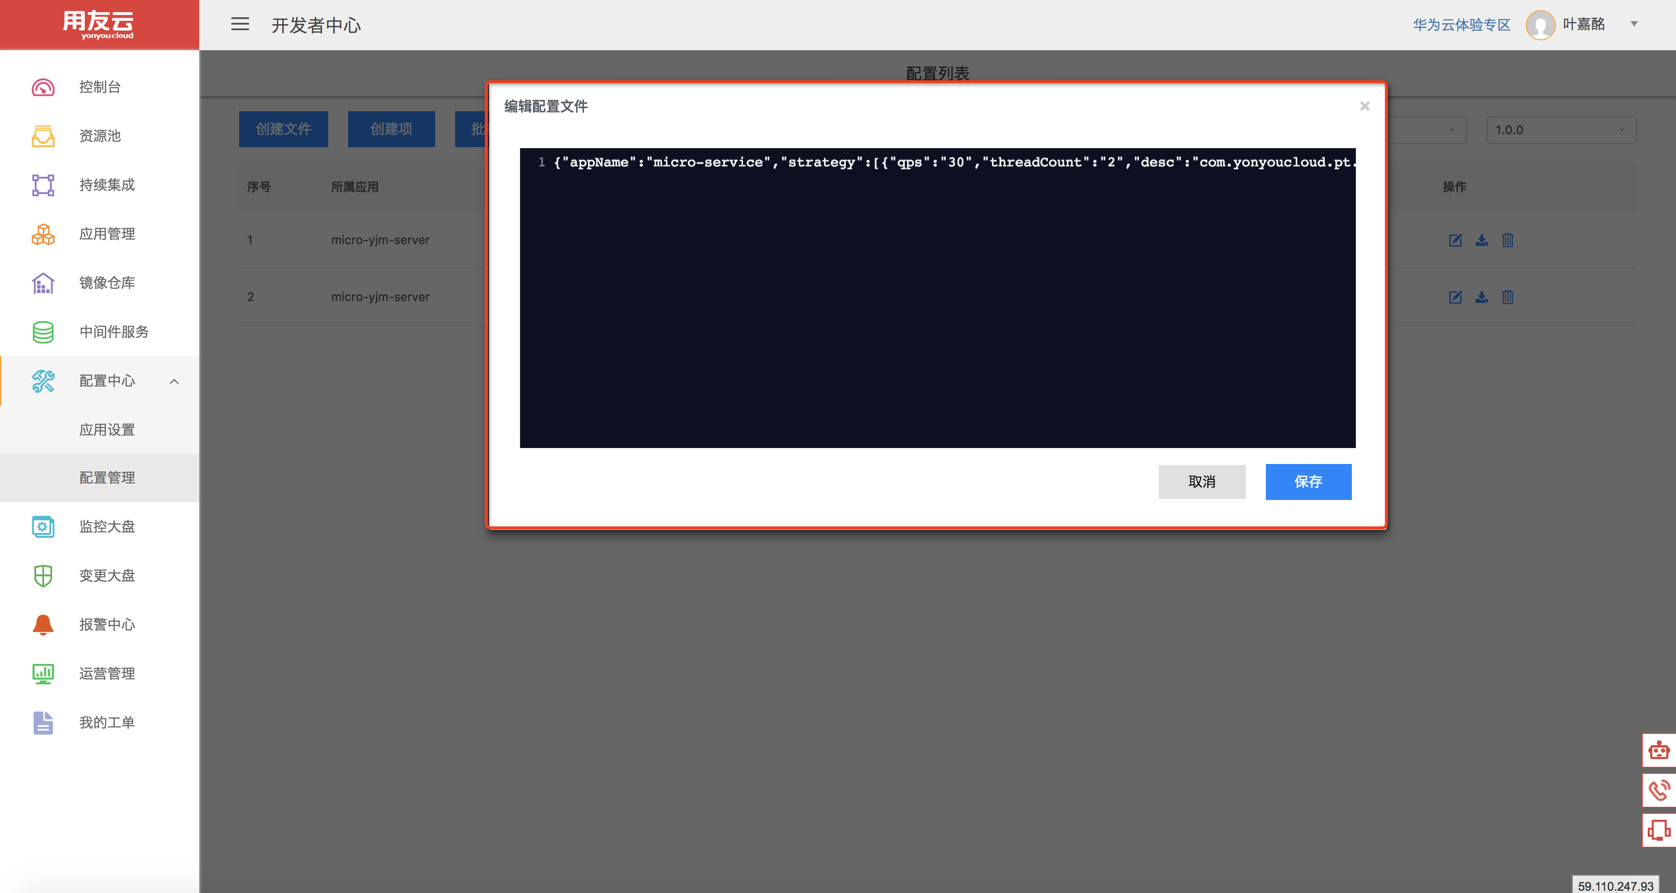 用友云
yonyou cloud
开发者中心
华为云体验专区
叶嘉酩
控制台
资源池
持续集成
应用管理
镜像仓库
中间件服务
配置中心
应用设置
配置管理
监控大盘
变更大盘
报警中心
运营管理
我的工单
配置列表
创建文件
创建项
批
1.0.0
序号
所属应用
操作
1
micro-yjm-server
2
micro-yjm-server
编辑配置文件
×
1 {"appName":"micro-service","strategy":[{"qps":"30","threadCount":"2","desc":"com.yonyoucloud.pt.
取消
保存
59.110.247.93